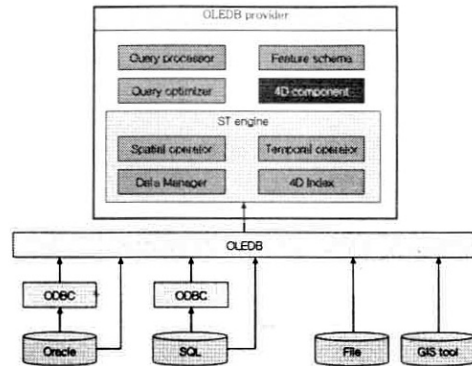 OLEDB provider
Query processor
Feature schema
Query optimizer
4D component
ST engine
Spatial operator
Temporal operator
Data Manager
4D Index
OLEDB
ODBC
ODBC
Oracle
SQL
File
GIS tool